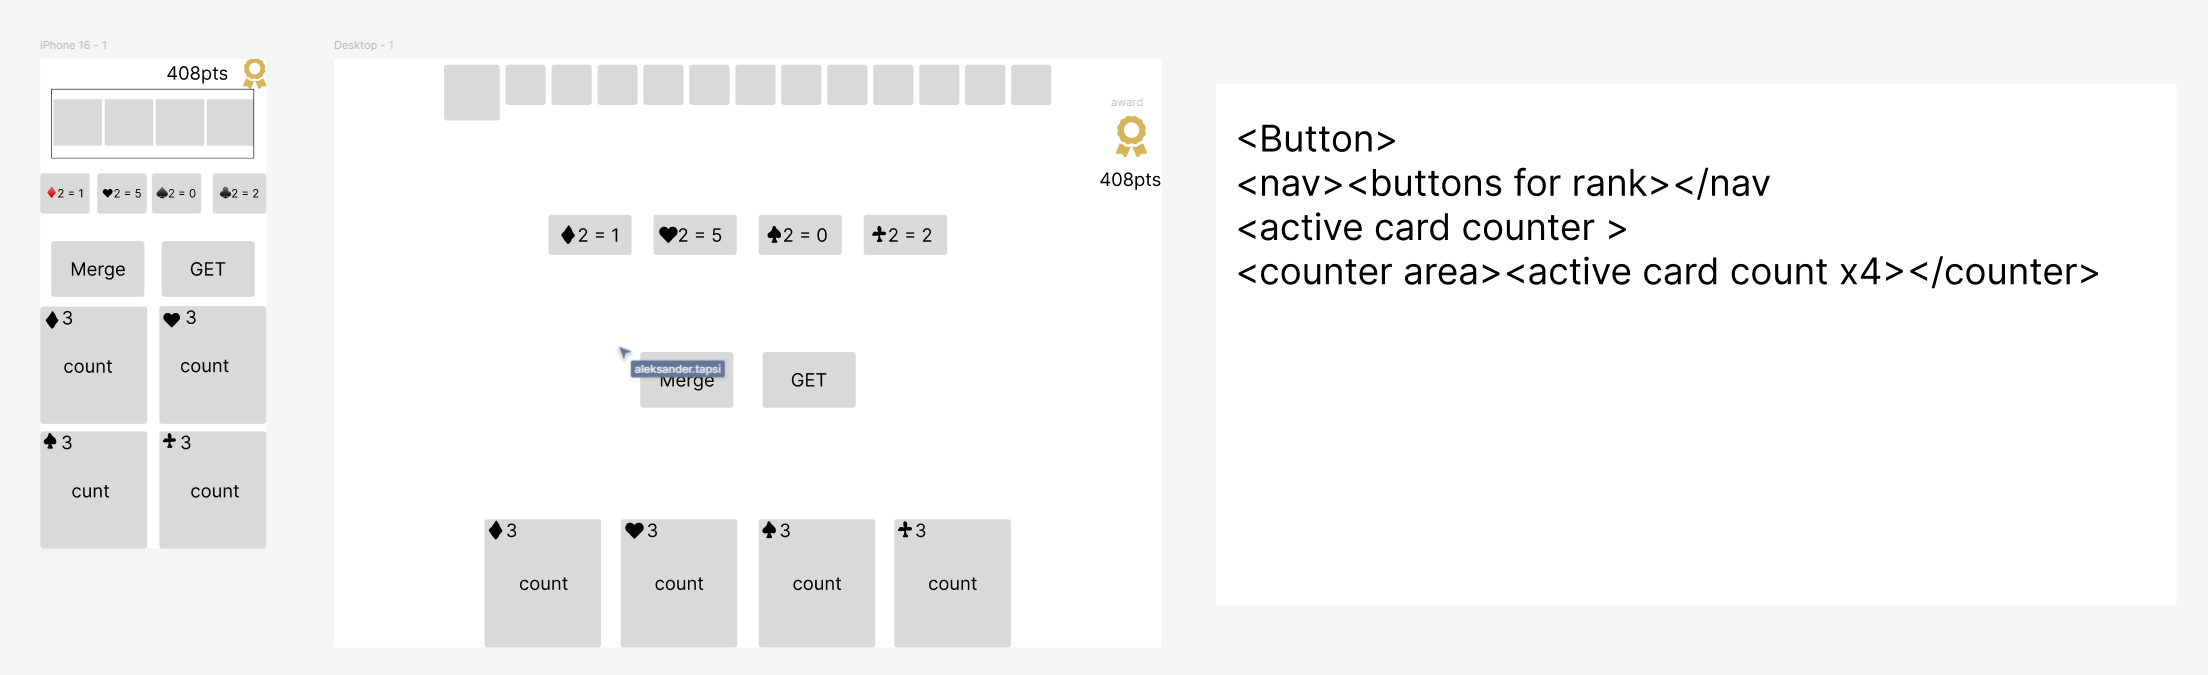 iPhone 16 - 1
408pts
♦2 = 1
♥2 = 5
♠2 = 0
♣2 = 2
Merge
GET
♦ 3
count
♥ 3
count
♠ 3
cunt
♣ 3
count
Desktop - 1
award
408pts
♦2 = 1
♥2 = 5
♠2 = 0
♣2 = 2
aleksander.tapsi
Merge
GET
♦ 3
count
♥ 3
count
♠ 3
count
♣ 3
count
<Button>
<nav><buttons for rank></nav
<active card counter >
<counter area><active card count x4></counter>